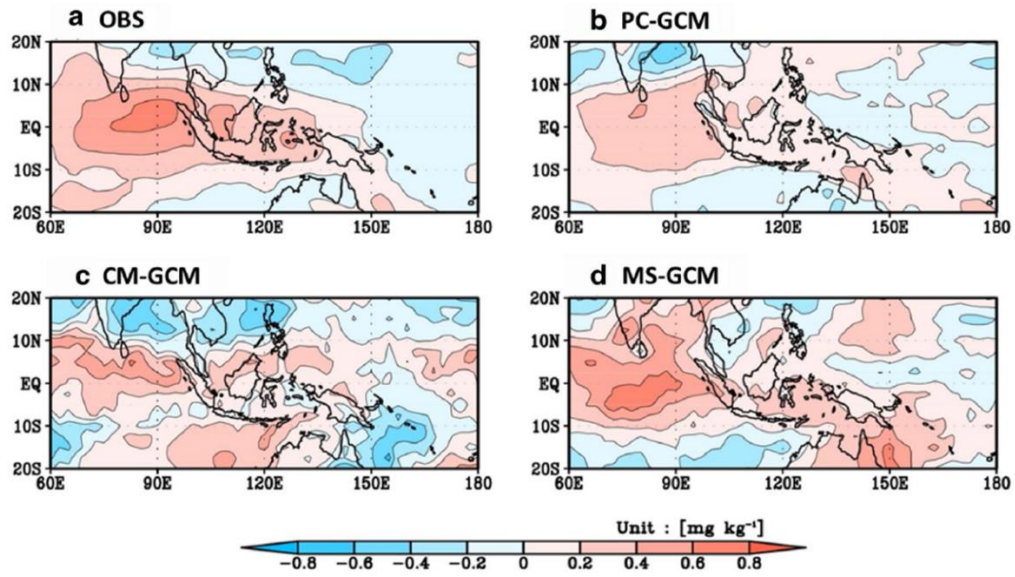 a OBS
b PC-GCM
20N
10N
EQ
10S
20S
60E 90E 120E 150E 180
20N
10N
EQ
10S
20S
60E 90E 120E 150E 180
c CM-GCM
d MS-GCM
20N
10N
EQ
10S
20S
60E 90E 120E 150E 180
20N
10N
EQ
10S
20S
60E 90E 120E 150E 180
Unit : [mg kg⁻¹]
−0.8 −0.6 −0.4 −0.2 0 0.2 0.4 0.6 0.8